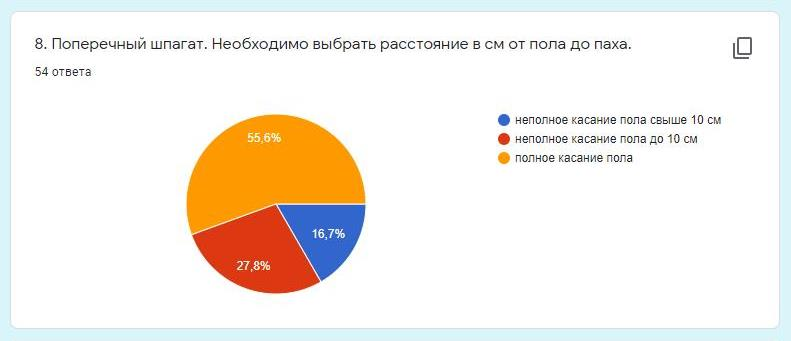 8. Поперечный шпагат. Необходимо выбрать расстояние в см от пола до паха.
54 ответа
неполное касание пола свыше 10 см
неполное касание пола до 10 см
полное касание пола
55,6%
16,7%
27,8%